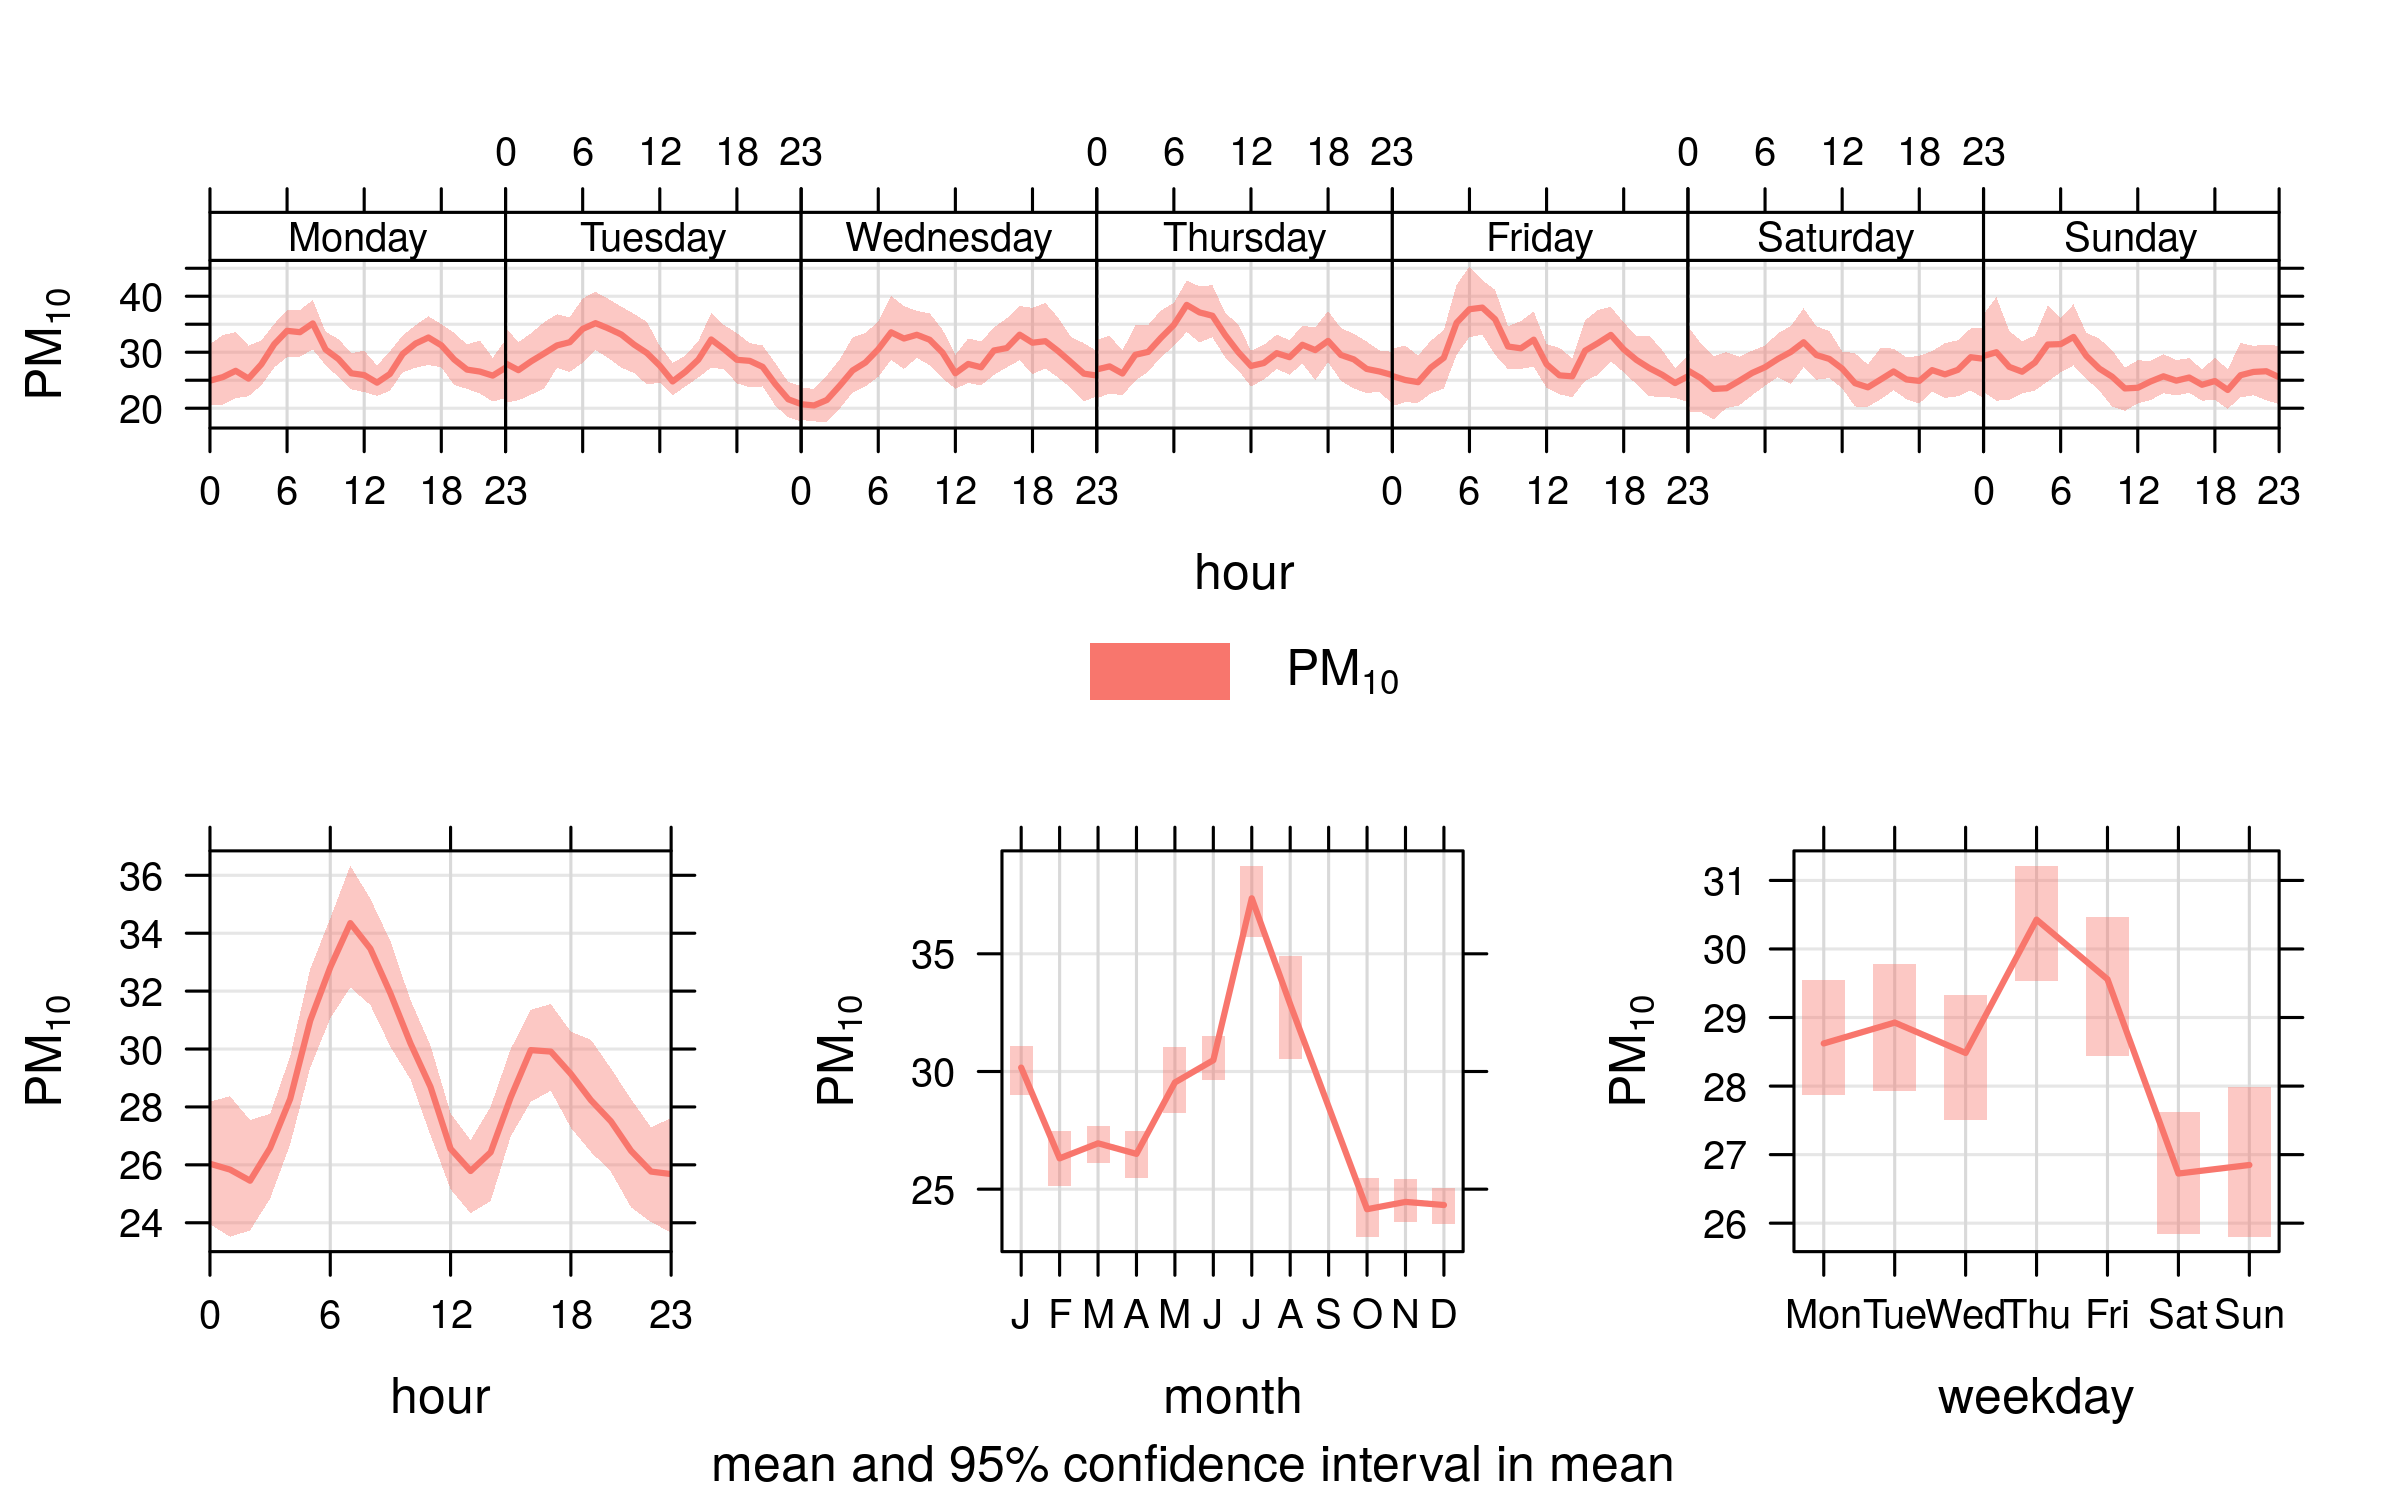 0 6 12 18 23 0 6 12 18 23 0 6 12 18 23
Monday Tuesday Wednesday Thursday Friday Saturday Sunday
PM10
40
30
20
0 6 12 18 23 0 6 12 18 23 0 6 12 18 23 0 6 12 18 23
hour
PM10
PM10
36
34
32
30
28
26
24
0 6 12 18 23
hour
PM10
35
30
25
J F M A M J J A S O N D
month
PM10
31
30
29
28
27
26
Mon Tue Wed Thu Fri Sat Sun
weekday
mean and 95% confidence interval in mean